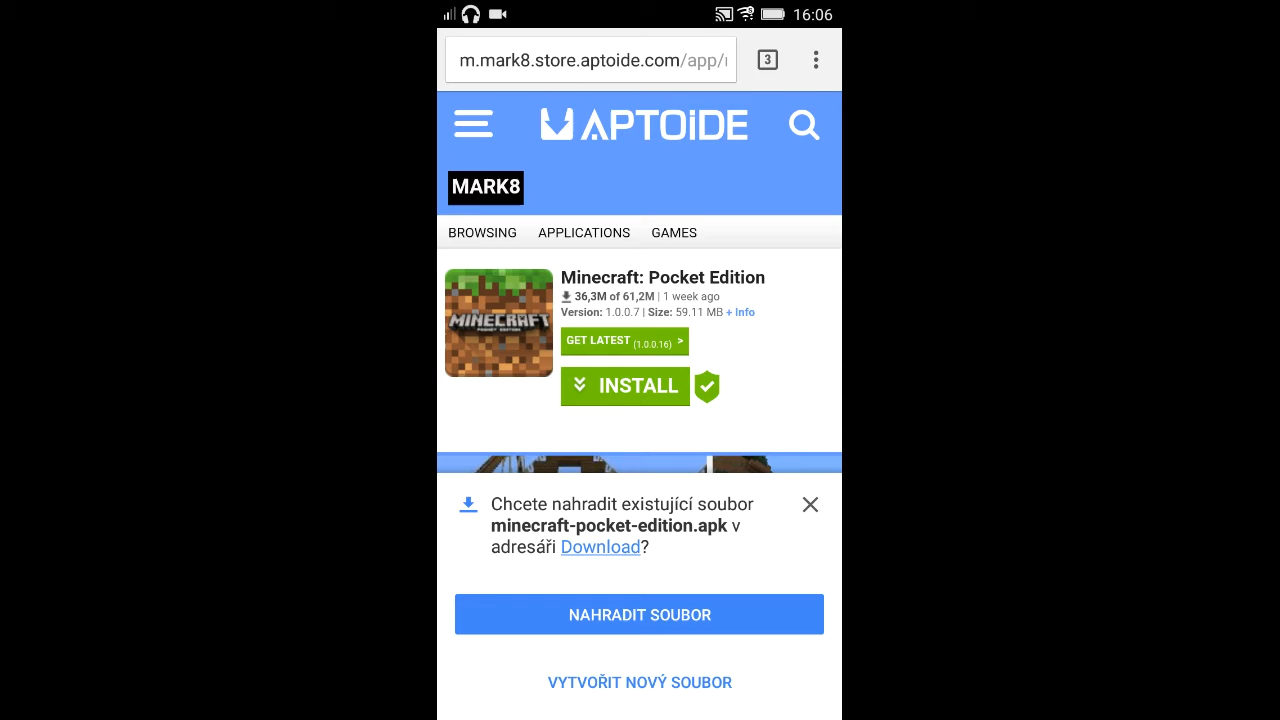 16:06
m.mark8.store.aptoide.com/app/
3
APTOiDE
MARK8
BROWSING APPLICATIONS GAMES
Minecraft: Pocket Edition
36,3M of 61,2M | 1 week ago
Version: 1.0.0.7 | Size: 59.11 MB + Info
GET LATEST (1.0.0.16) >
INSTALL
MINECRAFT
POCKET EDITION
Chcete nahradit existující soubor
minecraft-pocket-edition.apk v
adresáři Download?
NAHRADIT SOUBOR
VYTVOŘIT NOVÝ SOUBOR